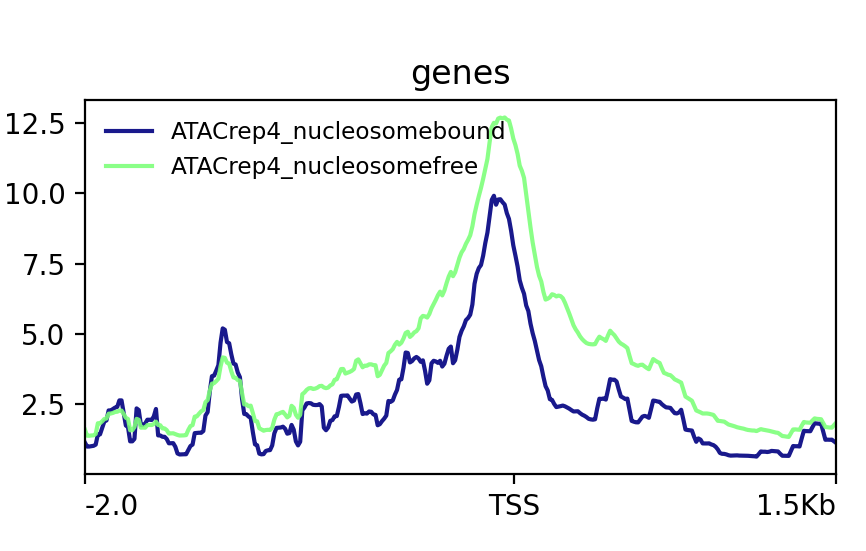 genes
12.5
10.0
7.5
5.0
2.5
ATACrep4_nucleosomebound
ATACrep4_nucleosomefree
-2.0
TSS
1.5Kb